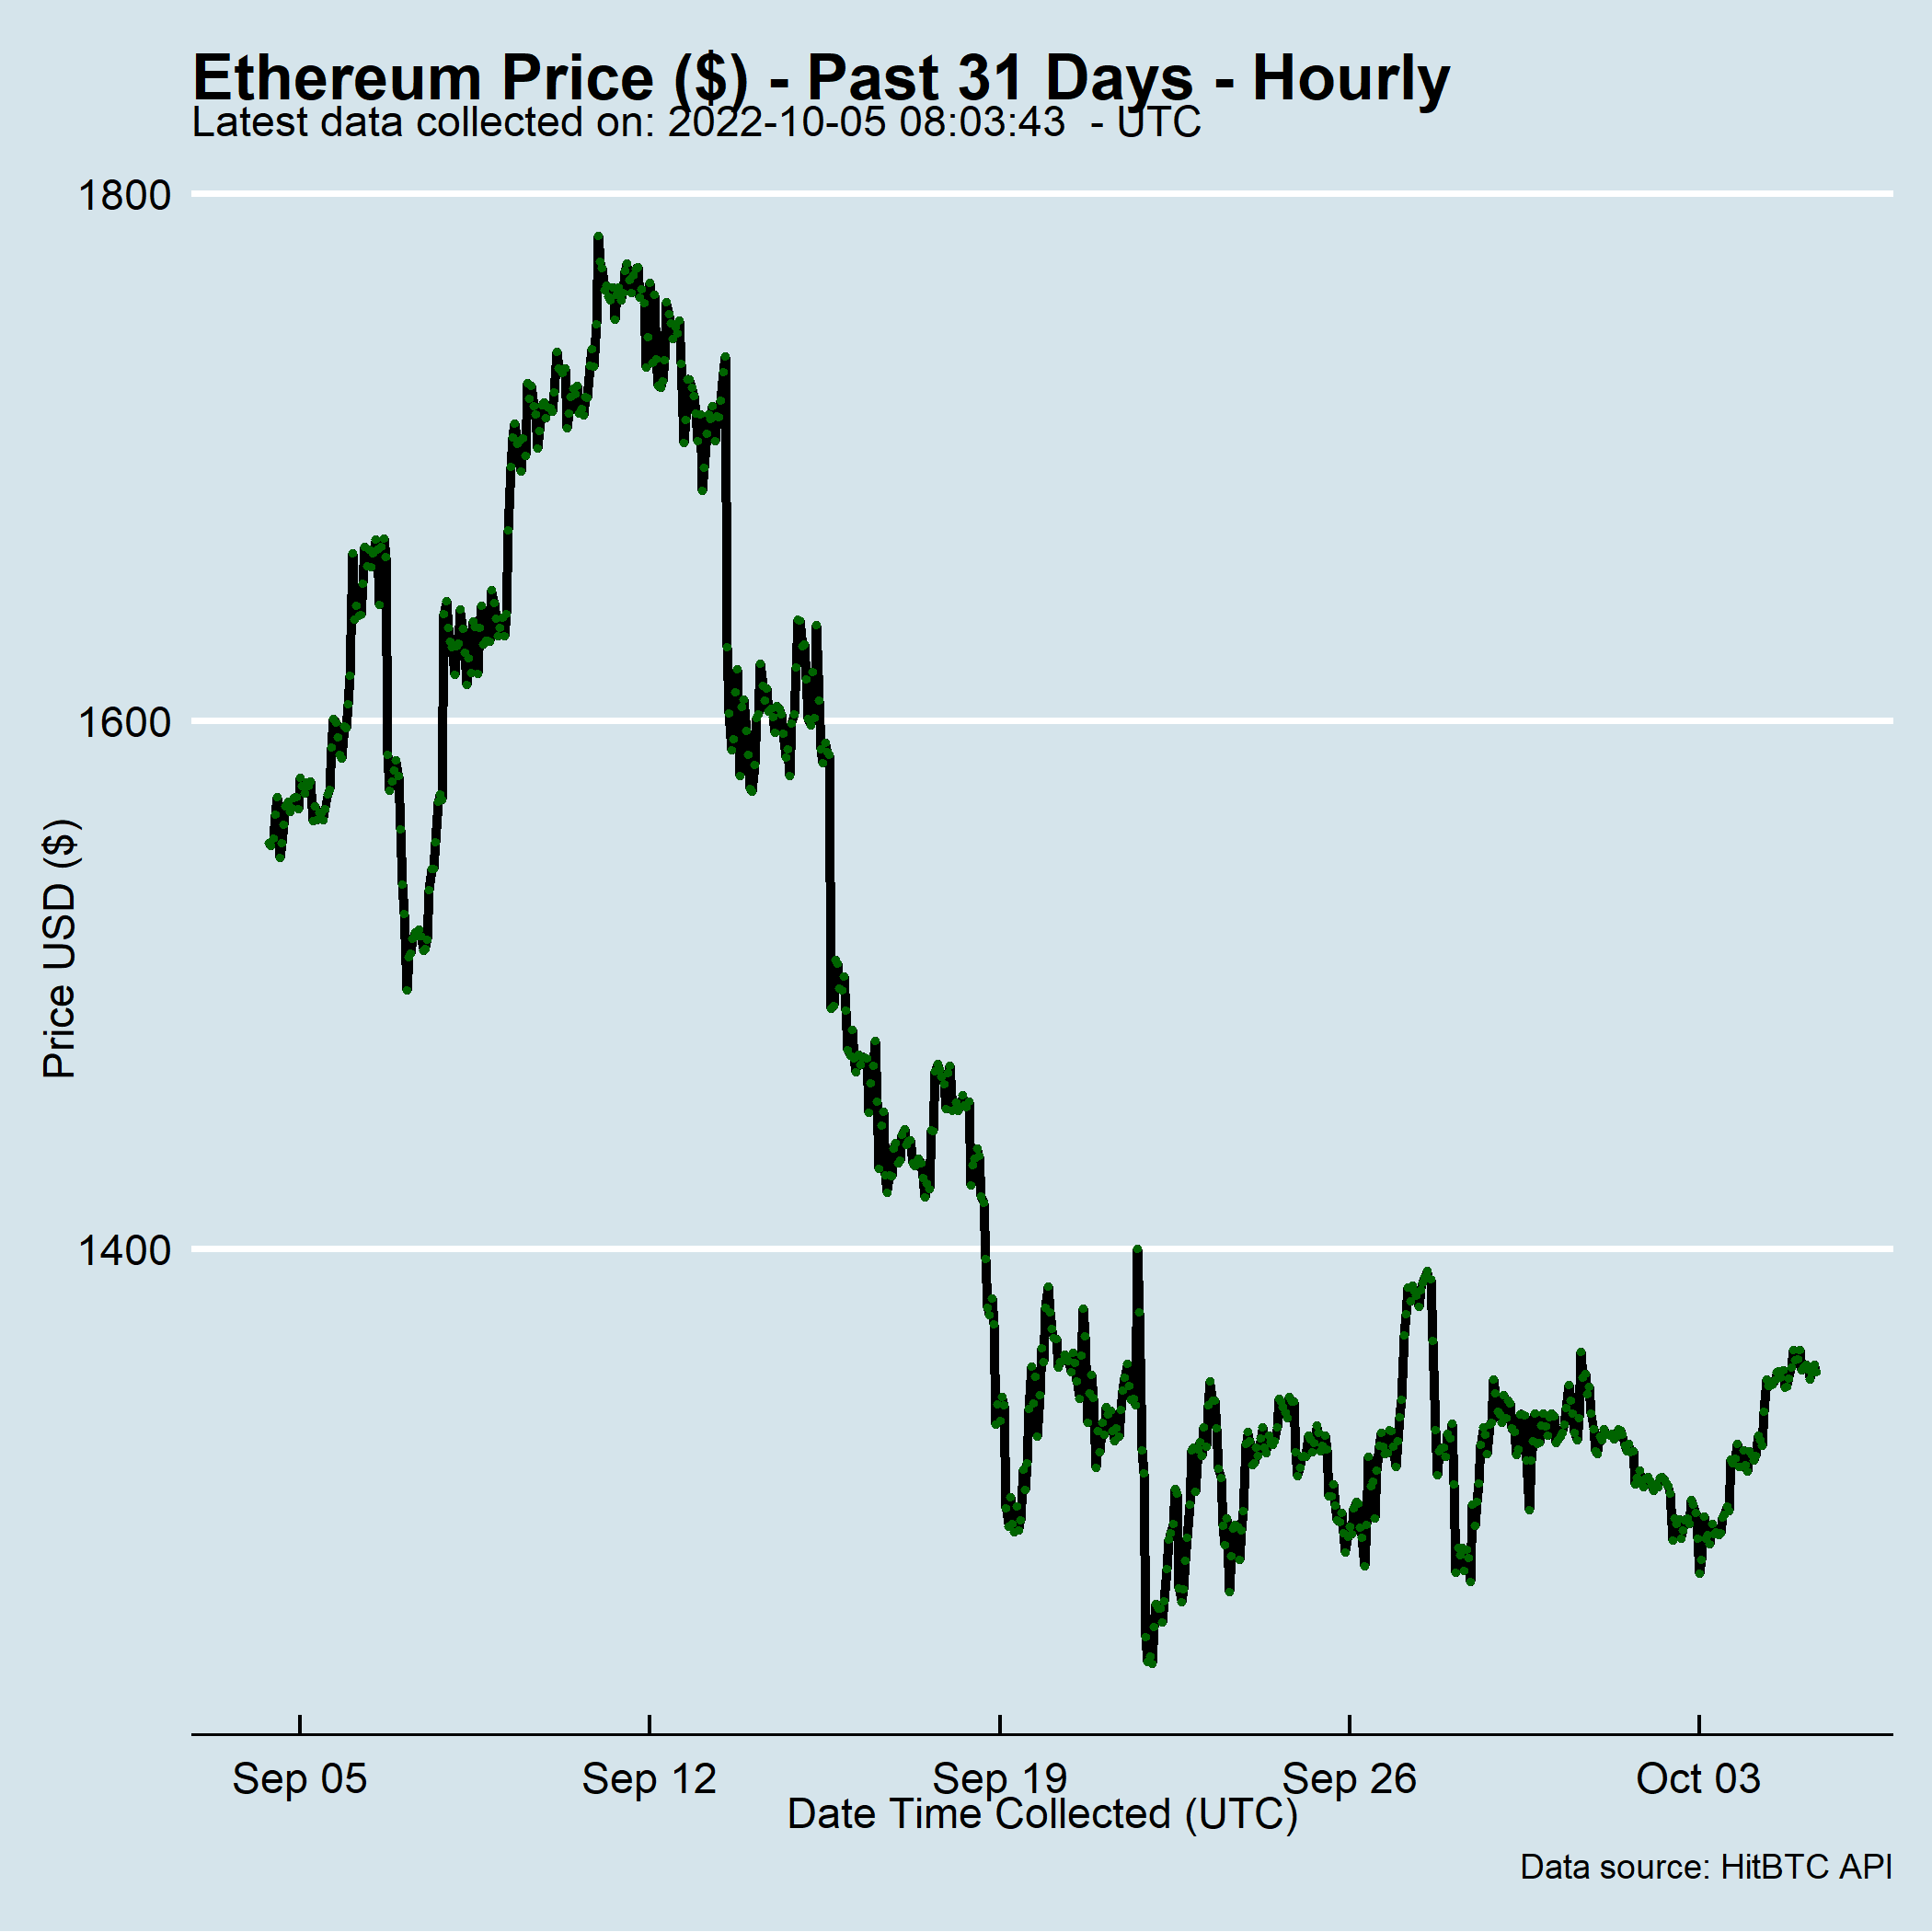 Ethereum Price ($) - Past 31 Days - Hourly
Latest data collected on: 2022-10-05 08:03:43  - UTC
1800
1600
1400
Price USD ($)
Sep 05
Sep 12
Sep 19
Sep 26
Oct 03
Date Time Collected (UTC)
Data source: HitBTC API